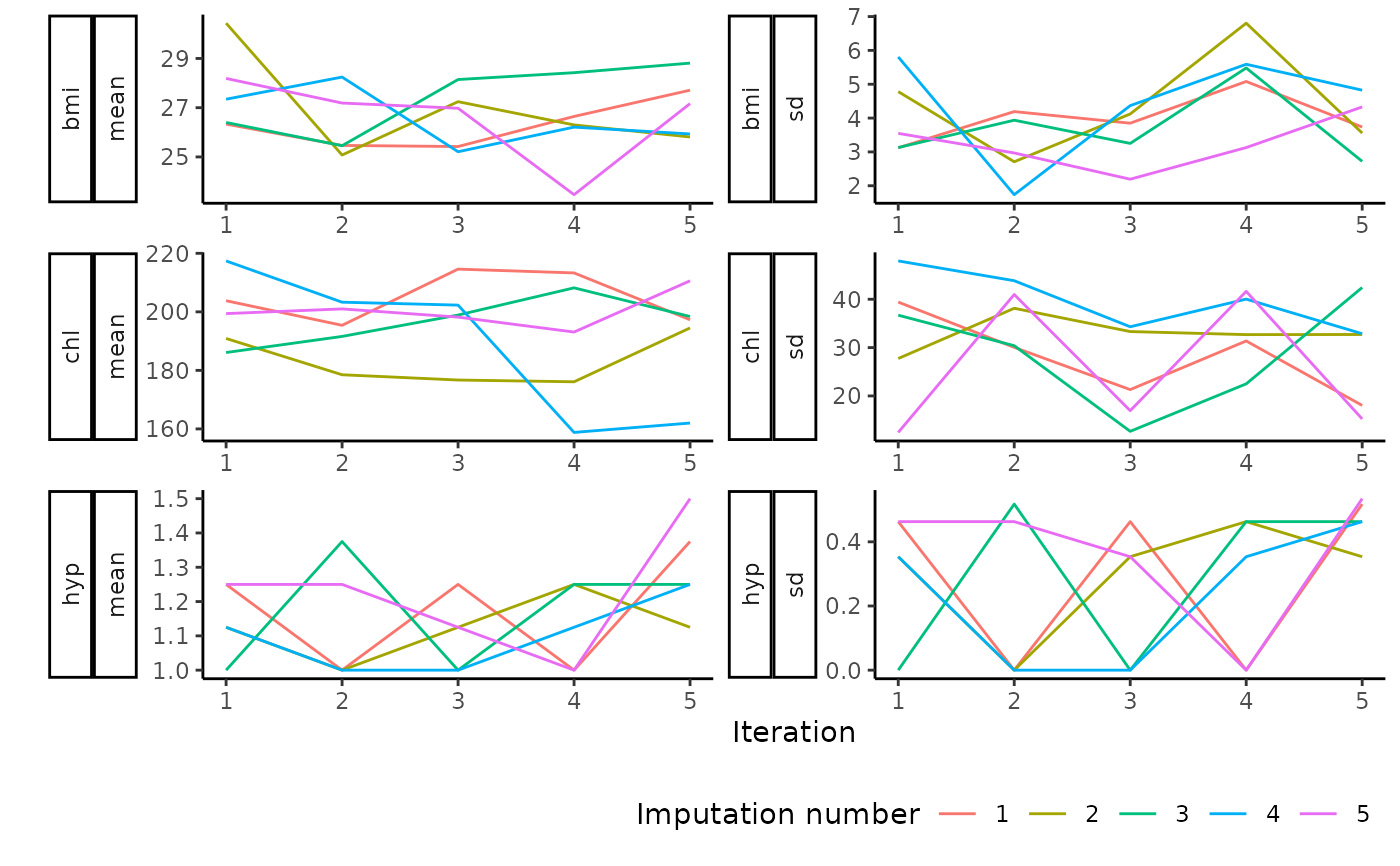 bmi
mean
29
27
25
1 2 3 4 5
bmi
sd
7
6
5
4
3
2
1 2 3 4 5
chl
mean
220
200
180
160
1 2 3 4 5
chl
sd
40
30
20
1 2 3 4 5
hyp
mean
1.5
1.4
1.3
1.2
1.1
1.0
1 2 3 4 5
hyp
sd
0.4
0.2
0.0
1 2 3 4 5
Iteration
Imputation number 1 2 3 4 5